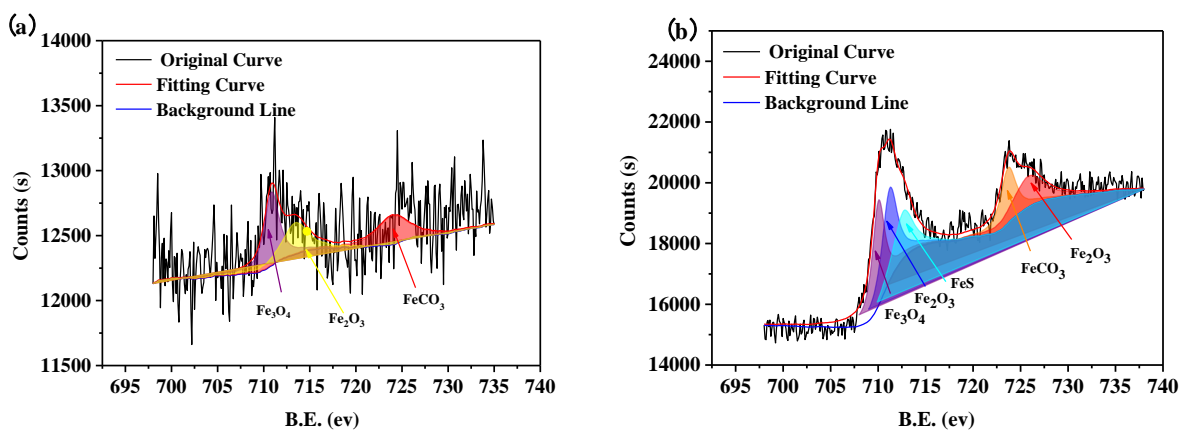 (a)
14000
13500
13000
12500
12000
11500
Counts (s)
Original Curve
Fitting Curve
Background Line
Fe₃O₄
Fe₂O₃
FeCO₃
695 700 705 710 715 720 725 730 735 740
B.E. (ev)
(b)
24000
22000
20000
18000
16000
14000
Counts (s)
Original Curve
Fitting Curve
Background Line
FeCO₃
Fe₂O₃
FeS
Fe₂O₃
Fe₃O₄
695 700 705 710 715 720 725 730 735 740
B.E. (ev)